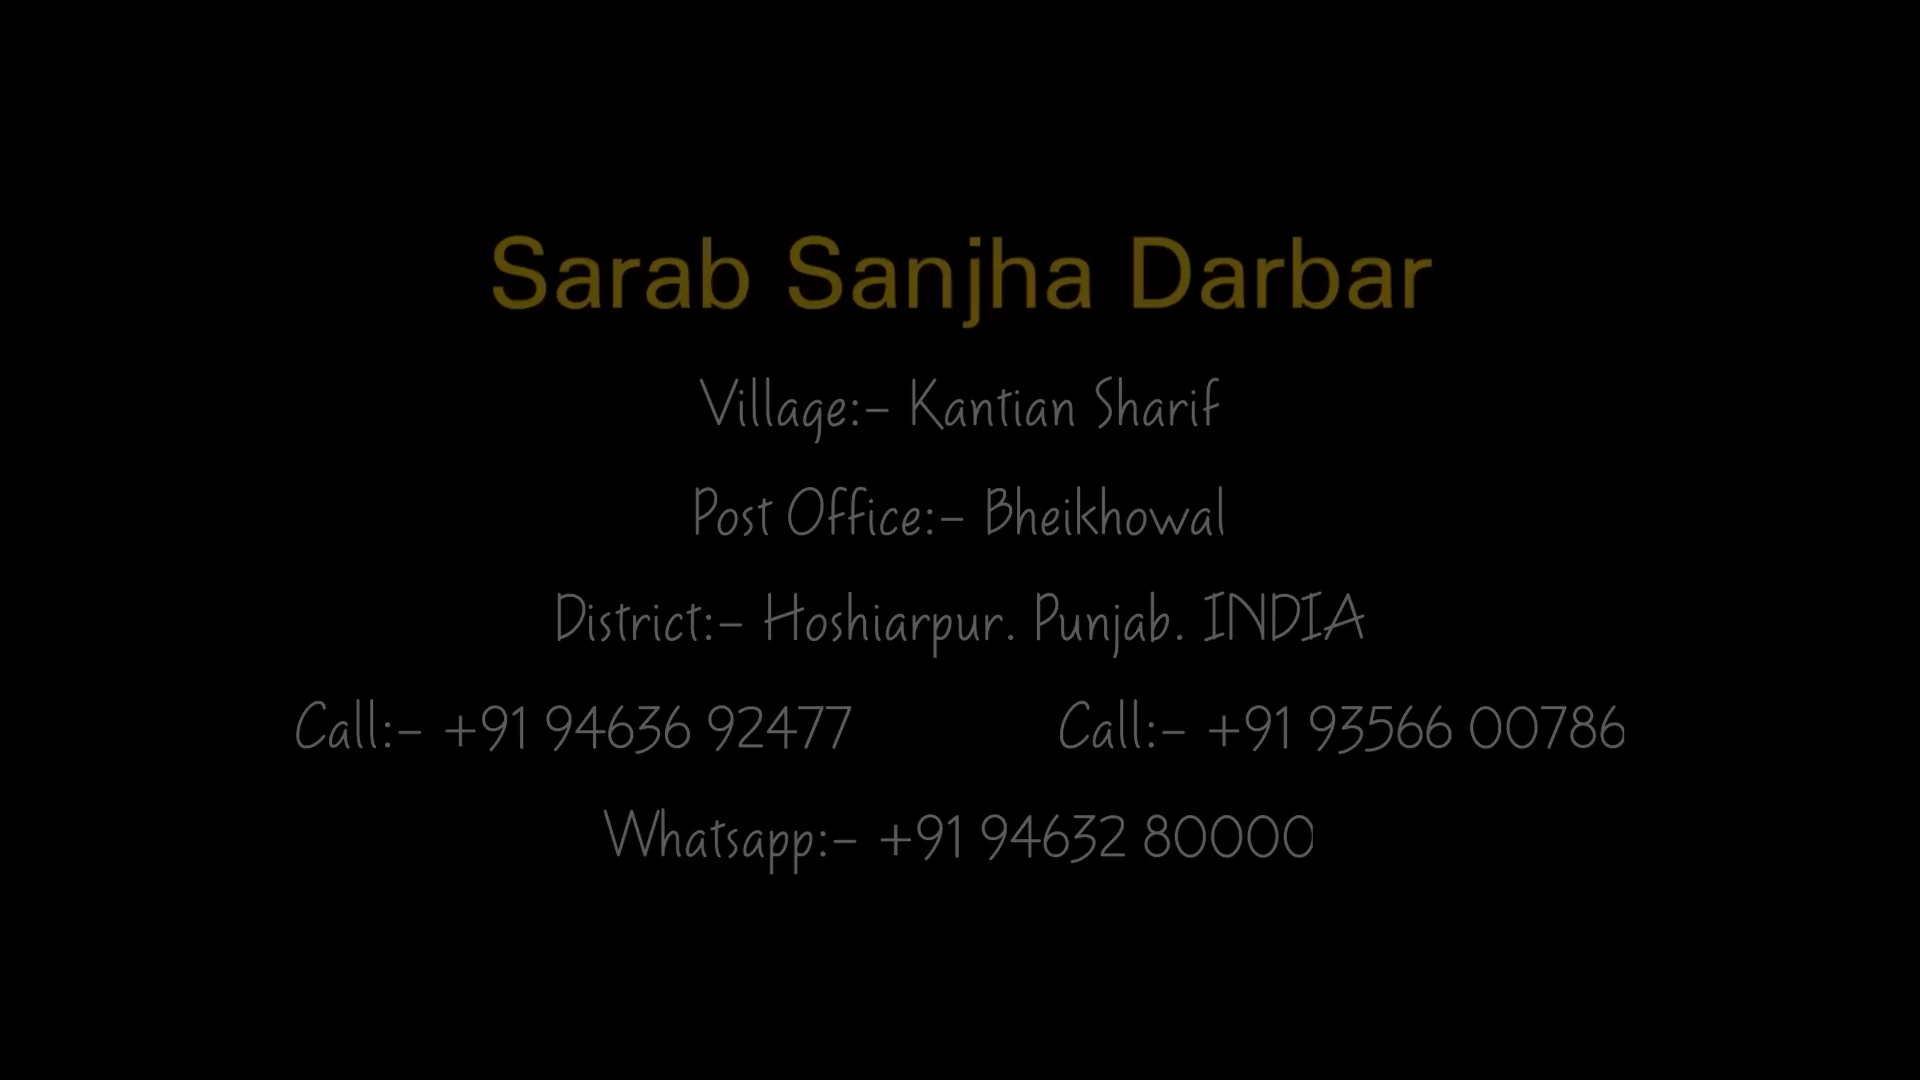 Sarab Sanjha Darbar
Village:- Kantian Sharif
Post Office:- Bheikhowal
District:- Hoshiarpur. Punjab. INDIA
Call:- +91 94636 92477 Call:- +91 93566 00786
Whatsapp:- +91 94632 80000